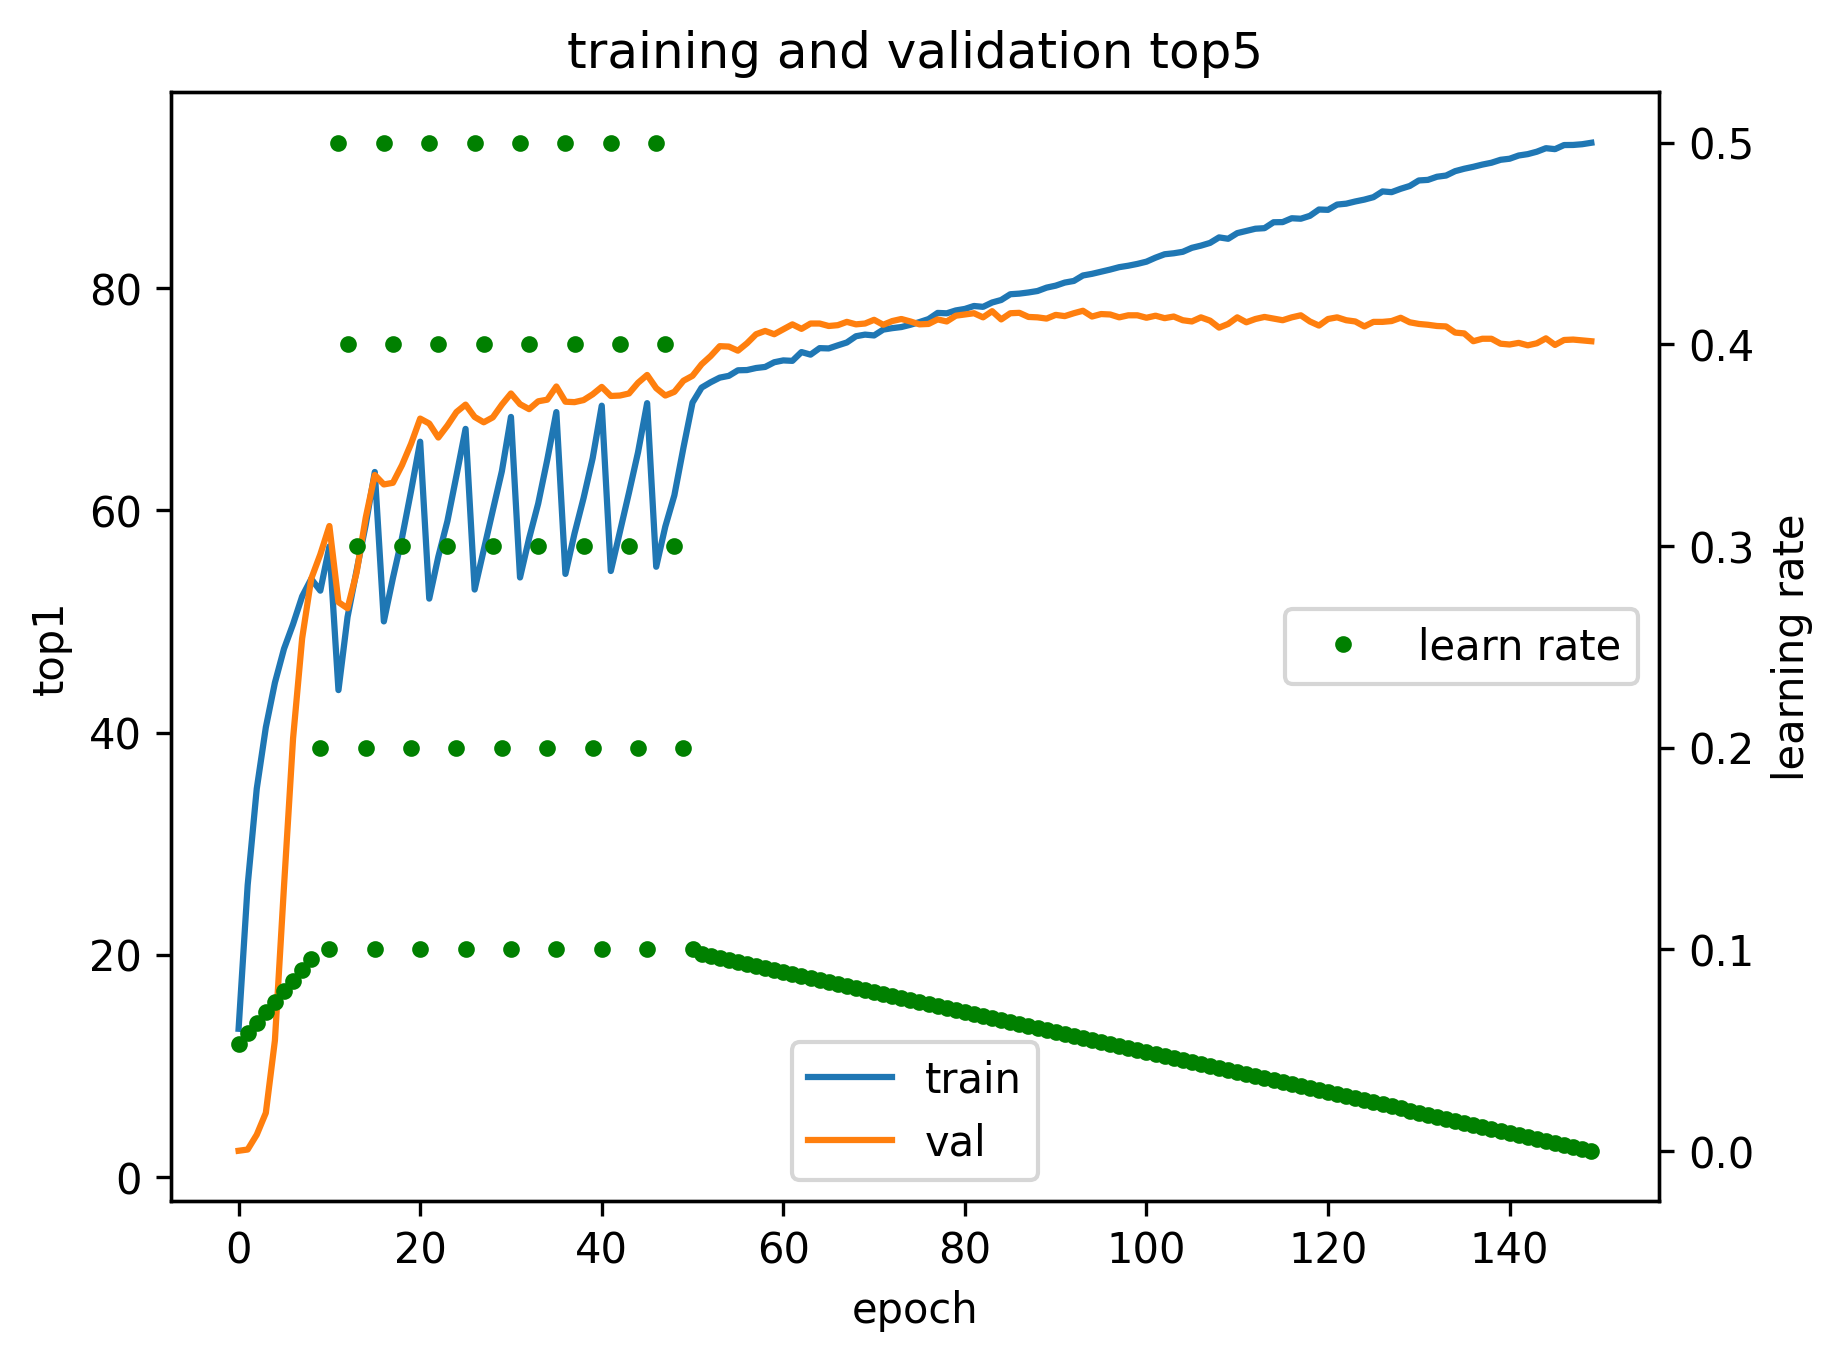 training and validation top5
top1
80
60
40
20
0
0.5
0.4
0.3
0.2
0.1
0.0
learning rate
learn rate
train
val
0 20 40 60 80 100 120 140
epoch